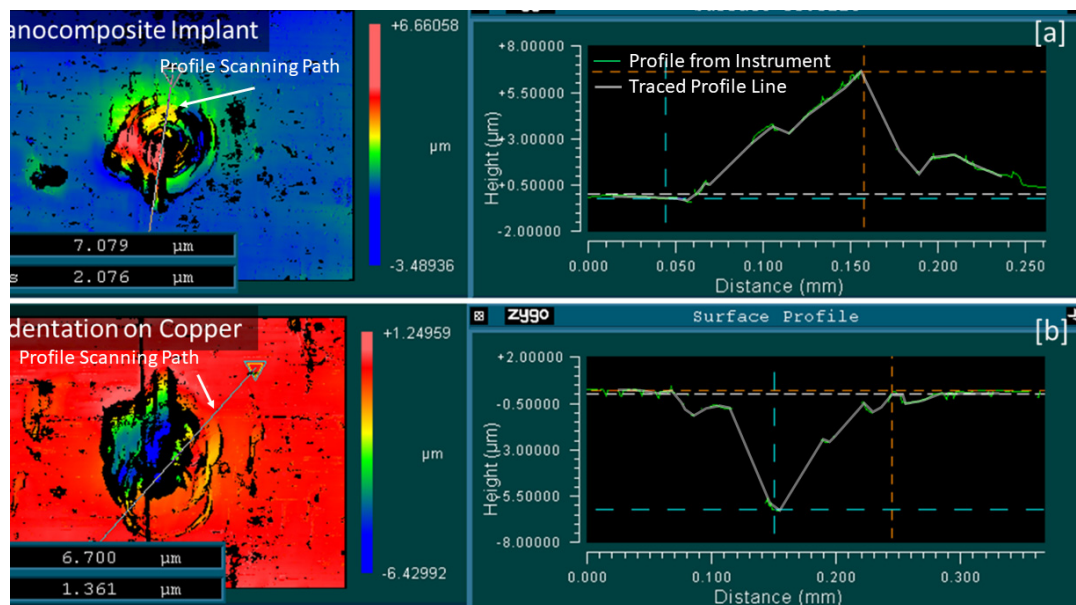 anocomposite Implant
Profile Scanning Path
+6.66058
µm
-3.48936
7.079 µm
s 2.076 µm
[a]
Profile from Instrument
Traced Profile Line
+8.00000
+5.50000
+3.00000
+0.50000
-2.00000
Height (µm)
0.000 0.050 0.100 0.150 0.200 0.250
Distance (mm)
dentation on Copper
Profile Scanning Path
+1.24959
µm
-6.42992
6.700 µm
1.361 µm
zygo Surface Profile
[b]
+2.00000
-0.50000
-3.00000
-5.50000
-8.00000
Height (µm)
0.000 0.100 0.200 0.300
Distance (mm)